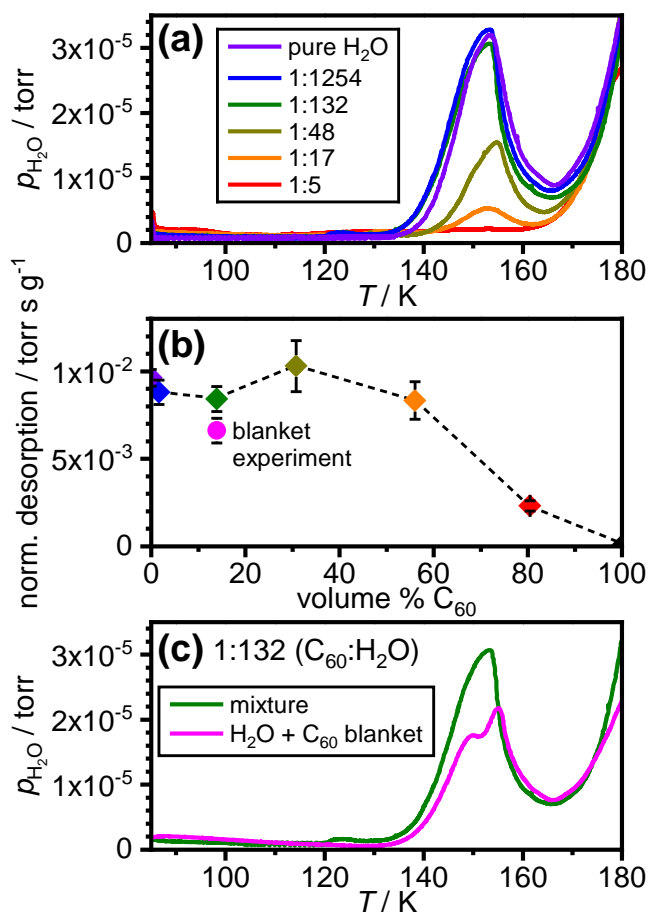 (a)
pure H₂O
1:1254
1:132
1:48
1:17
1:5
p_H₂O / torr
3x10⁻⁵
2x10⁻⁵
1x10⁻⁵
0
100 120 140 160 180
T / K
(b)
norm. desorption / torr s g⁻¹
1x10⁻²
5x10⁻³
0
blanket
experiment
0 20 40 60 80 100
volume % C₆₀
(c) 1:132 (C₆₀:H₂O)
mixture
H₂O + C₆₀ blanket
p_H₂O / torr
3x10⁻⁵
2x10⁻⁵
1x10⁻⁵
0
100 120 140 160 180
T / K